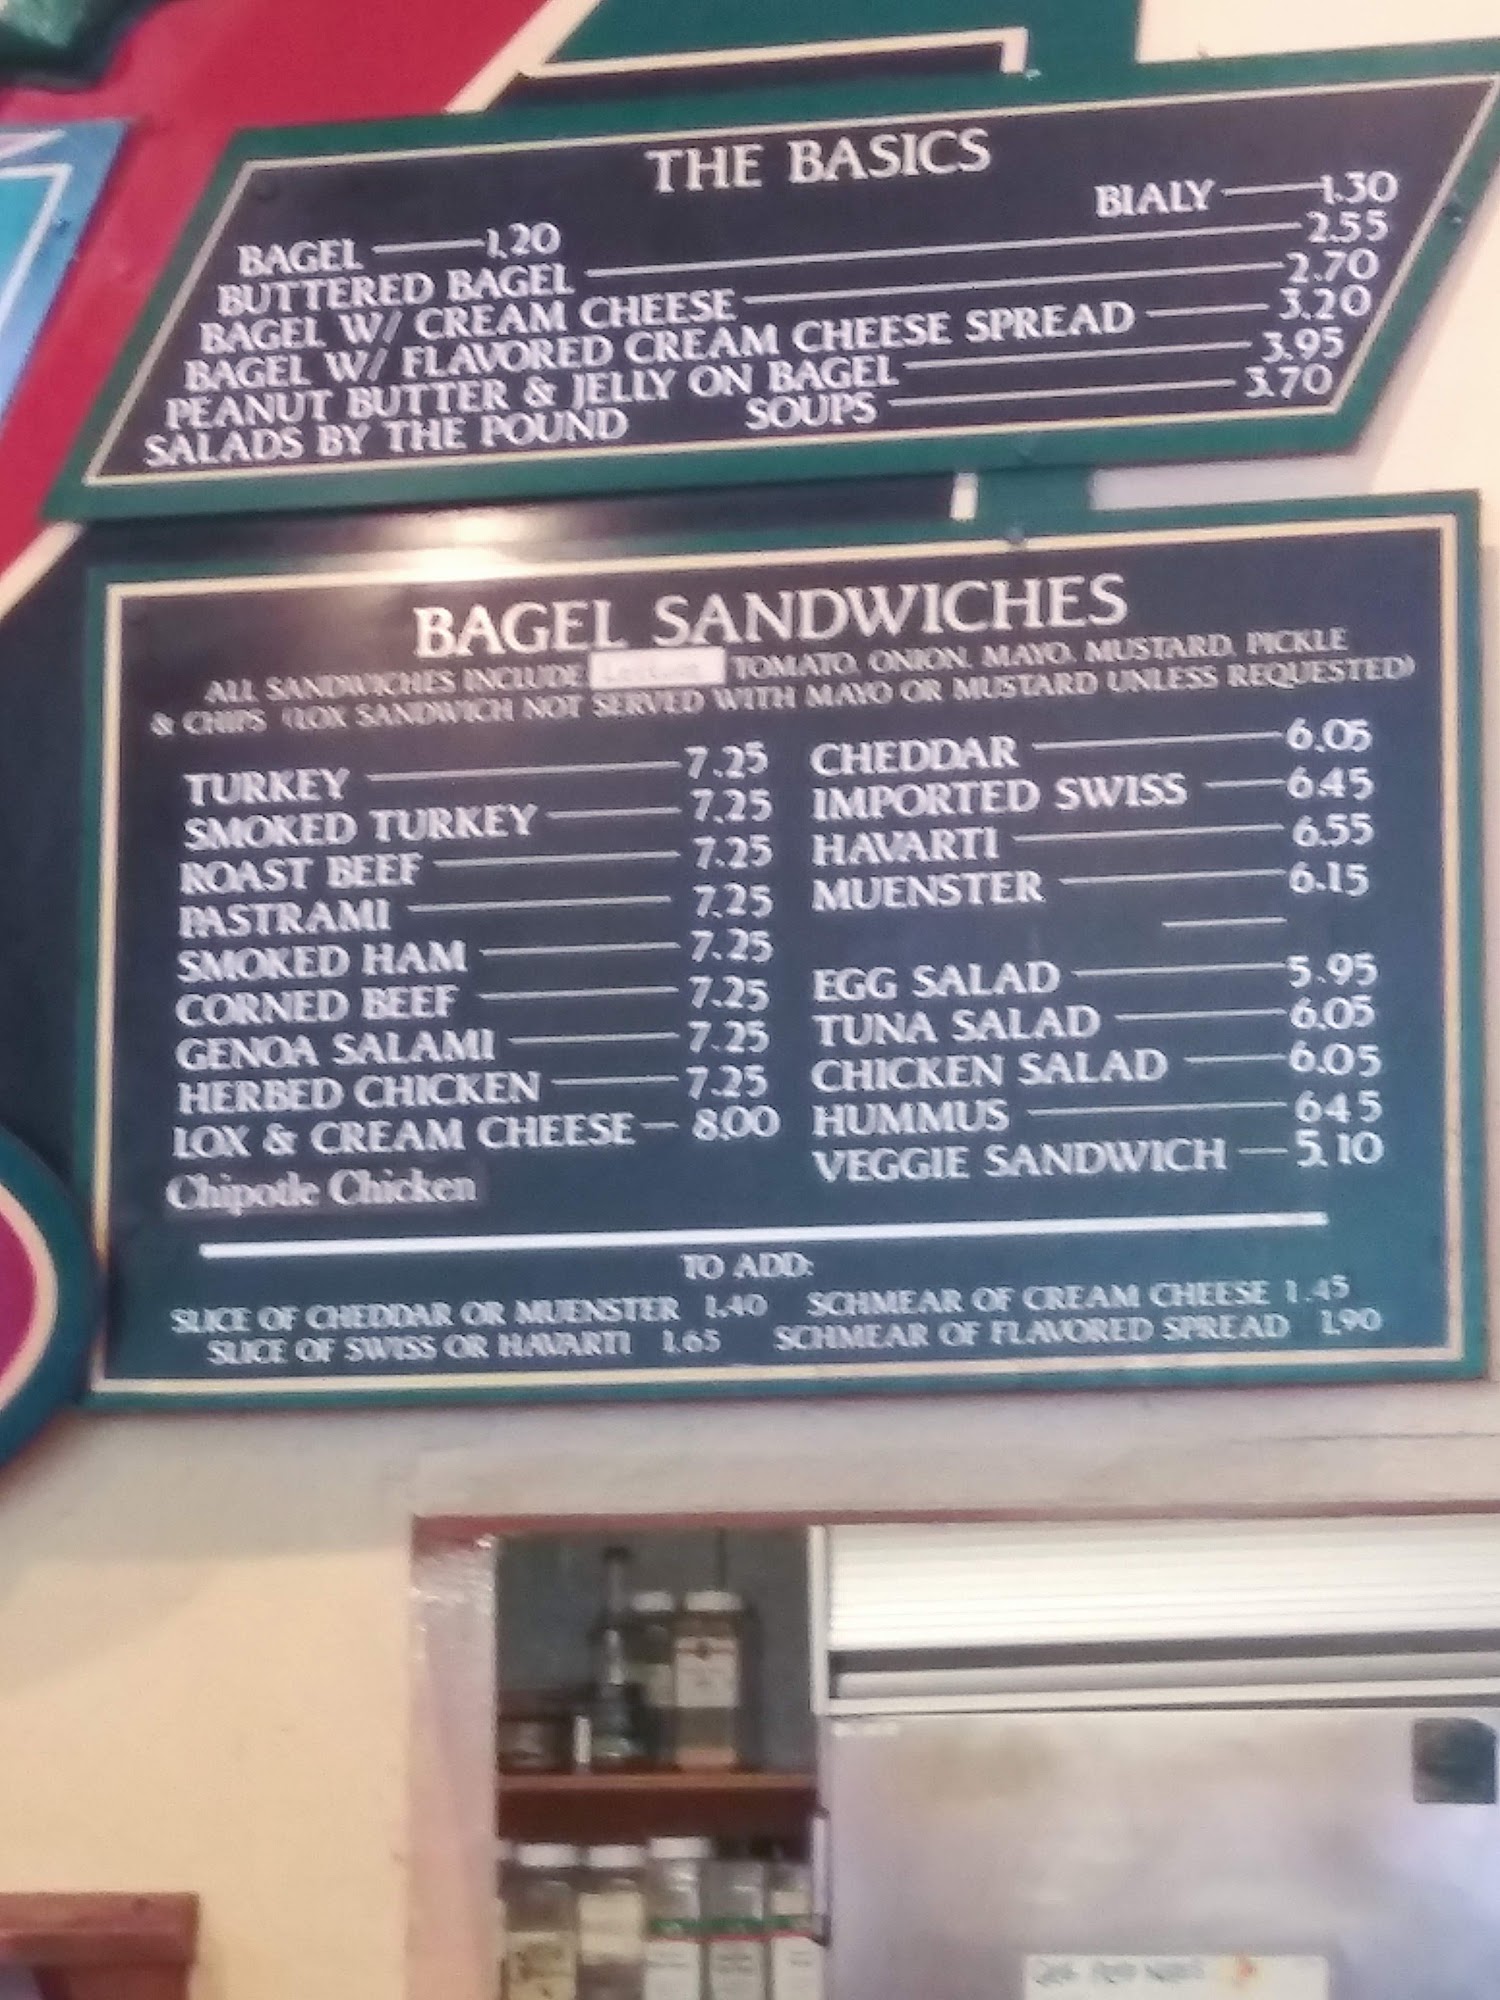 THE BASICS
BAGEL 1.20 BIALY 1.30
BUTTERED BAGEL 2.55
BAGEL W/ CREAM CHEESE 2.70
BAGEL W/ FLAVORED CREAM CHEESE SPREAD 3.20
PEANUT BUTTER & JELLY ON BAGEL 3.95
SALADS BY THE POUND SOUPS 3.70
BAGEL SANDWICHES
ALL SANDWICHES INCLUDE TOMATO, ONION, MAYO, MUSTARD, PICKLE
& CHIPS (LOX SANDWICH NOT SERVED WITH MAYO OR MUSTARD UNLESS REQUESTED)
TURKEY 7.25
SMOKED TURKEY 7.25
ROAST BEEF 7.25
PASTRAMI 7.25
SMOKED HAM 7.25
CORNED BEEF 7.25
GENOA SALAMI 7.25
HERBED CHICKEN 7.25
LOX & CREAM CHEESE 8.00
Chipotle Chicken
CHEDDAR 6.05
IMPORTED SWISS 6.45
HAVARTI 6.55
MUENSTER 6.15
EGG SALAD 5.95
TUNA SALAD 6.05
CHICKEN SALAD 6.05
HUMMUS 645
VEGGIE SANDWICH 5.10
TO ADD:
SLICE OF CHEDDAR OR MUENSTER 1.40 SCHMEAR OF CREAM CHEESE 1.45
SLICE OF SWISS OR HAVARTI 1.65 SCHMEAR OF FLAVORED SPREAD 1.90